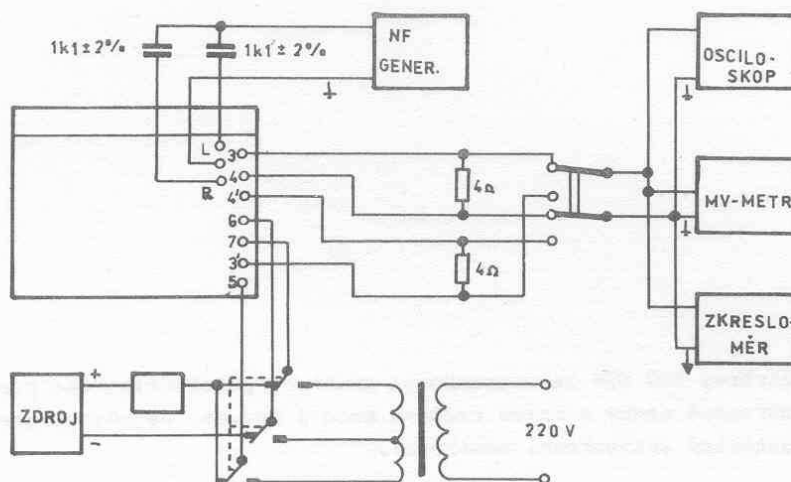 NF
GENER.
1k1±2%
1k1±2%
OSCILO-
SKOP
L
R
3
4
4'
6
7
3'
5
4Ω
4Ω
MV-METR
ZKRESLO-
MĚR
ZDROJ
+
−
220V